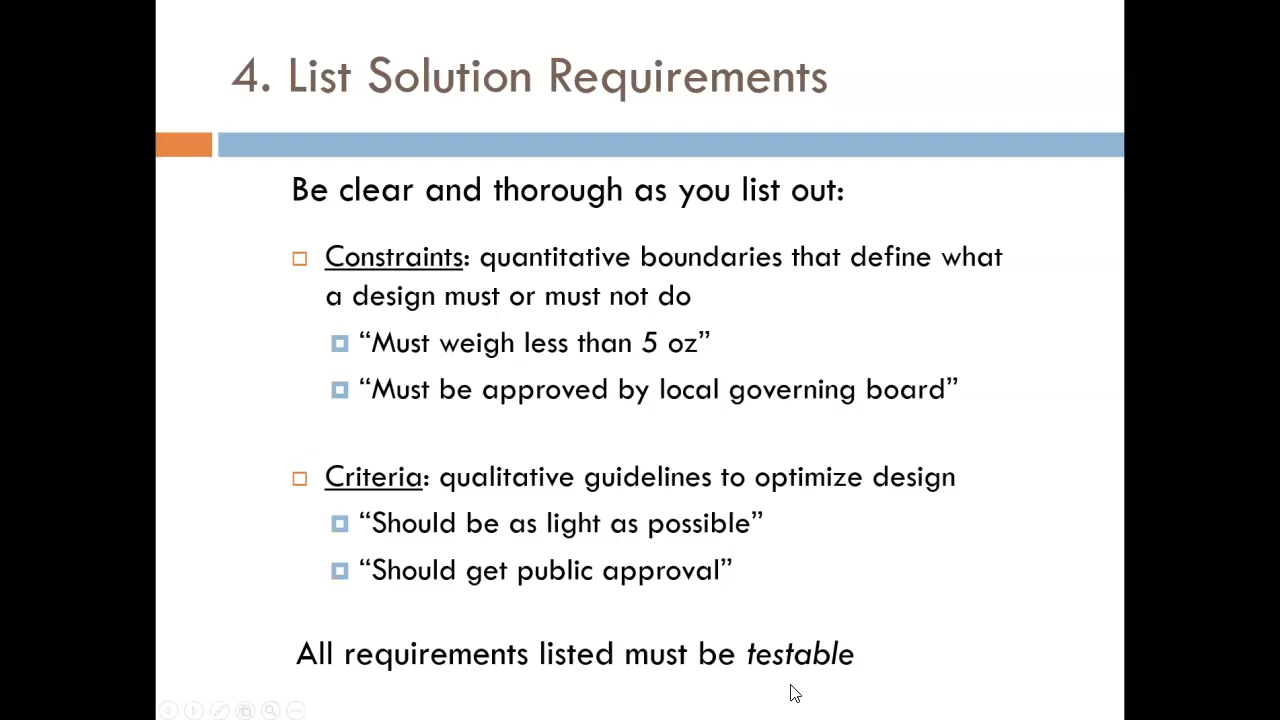 4. List Solution Requirements
Be clear and thorough as you list out:
Constraints: quantitative boundaries that define what
a design must or must not do
“Must weigh less than 5 oz”
“Must be approved by local governing board”
Criteria: qualitative guidelines to optimize design
“Should be as light as possible”
“Should get public approval”
All requirements listed must be testable